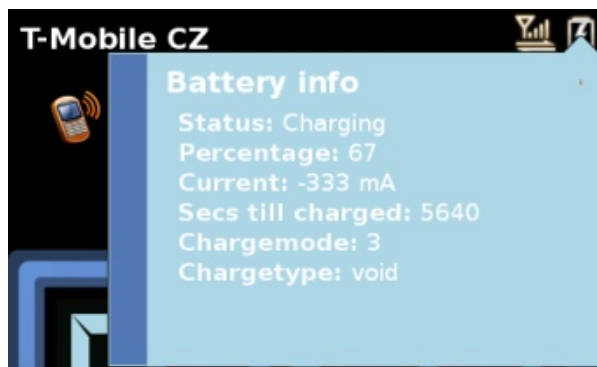 T-Mobile CZ
Battery info
Status: Charging
Percentage: 67
Current: -333 mA
Secs till charged: 5640
Chargemode: 3
Chargetype: void